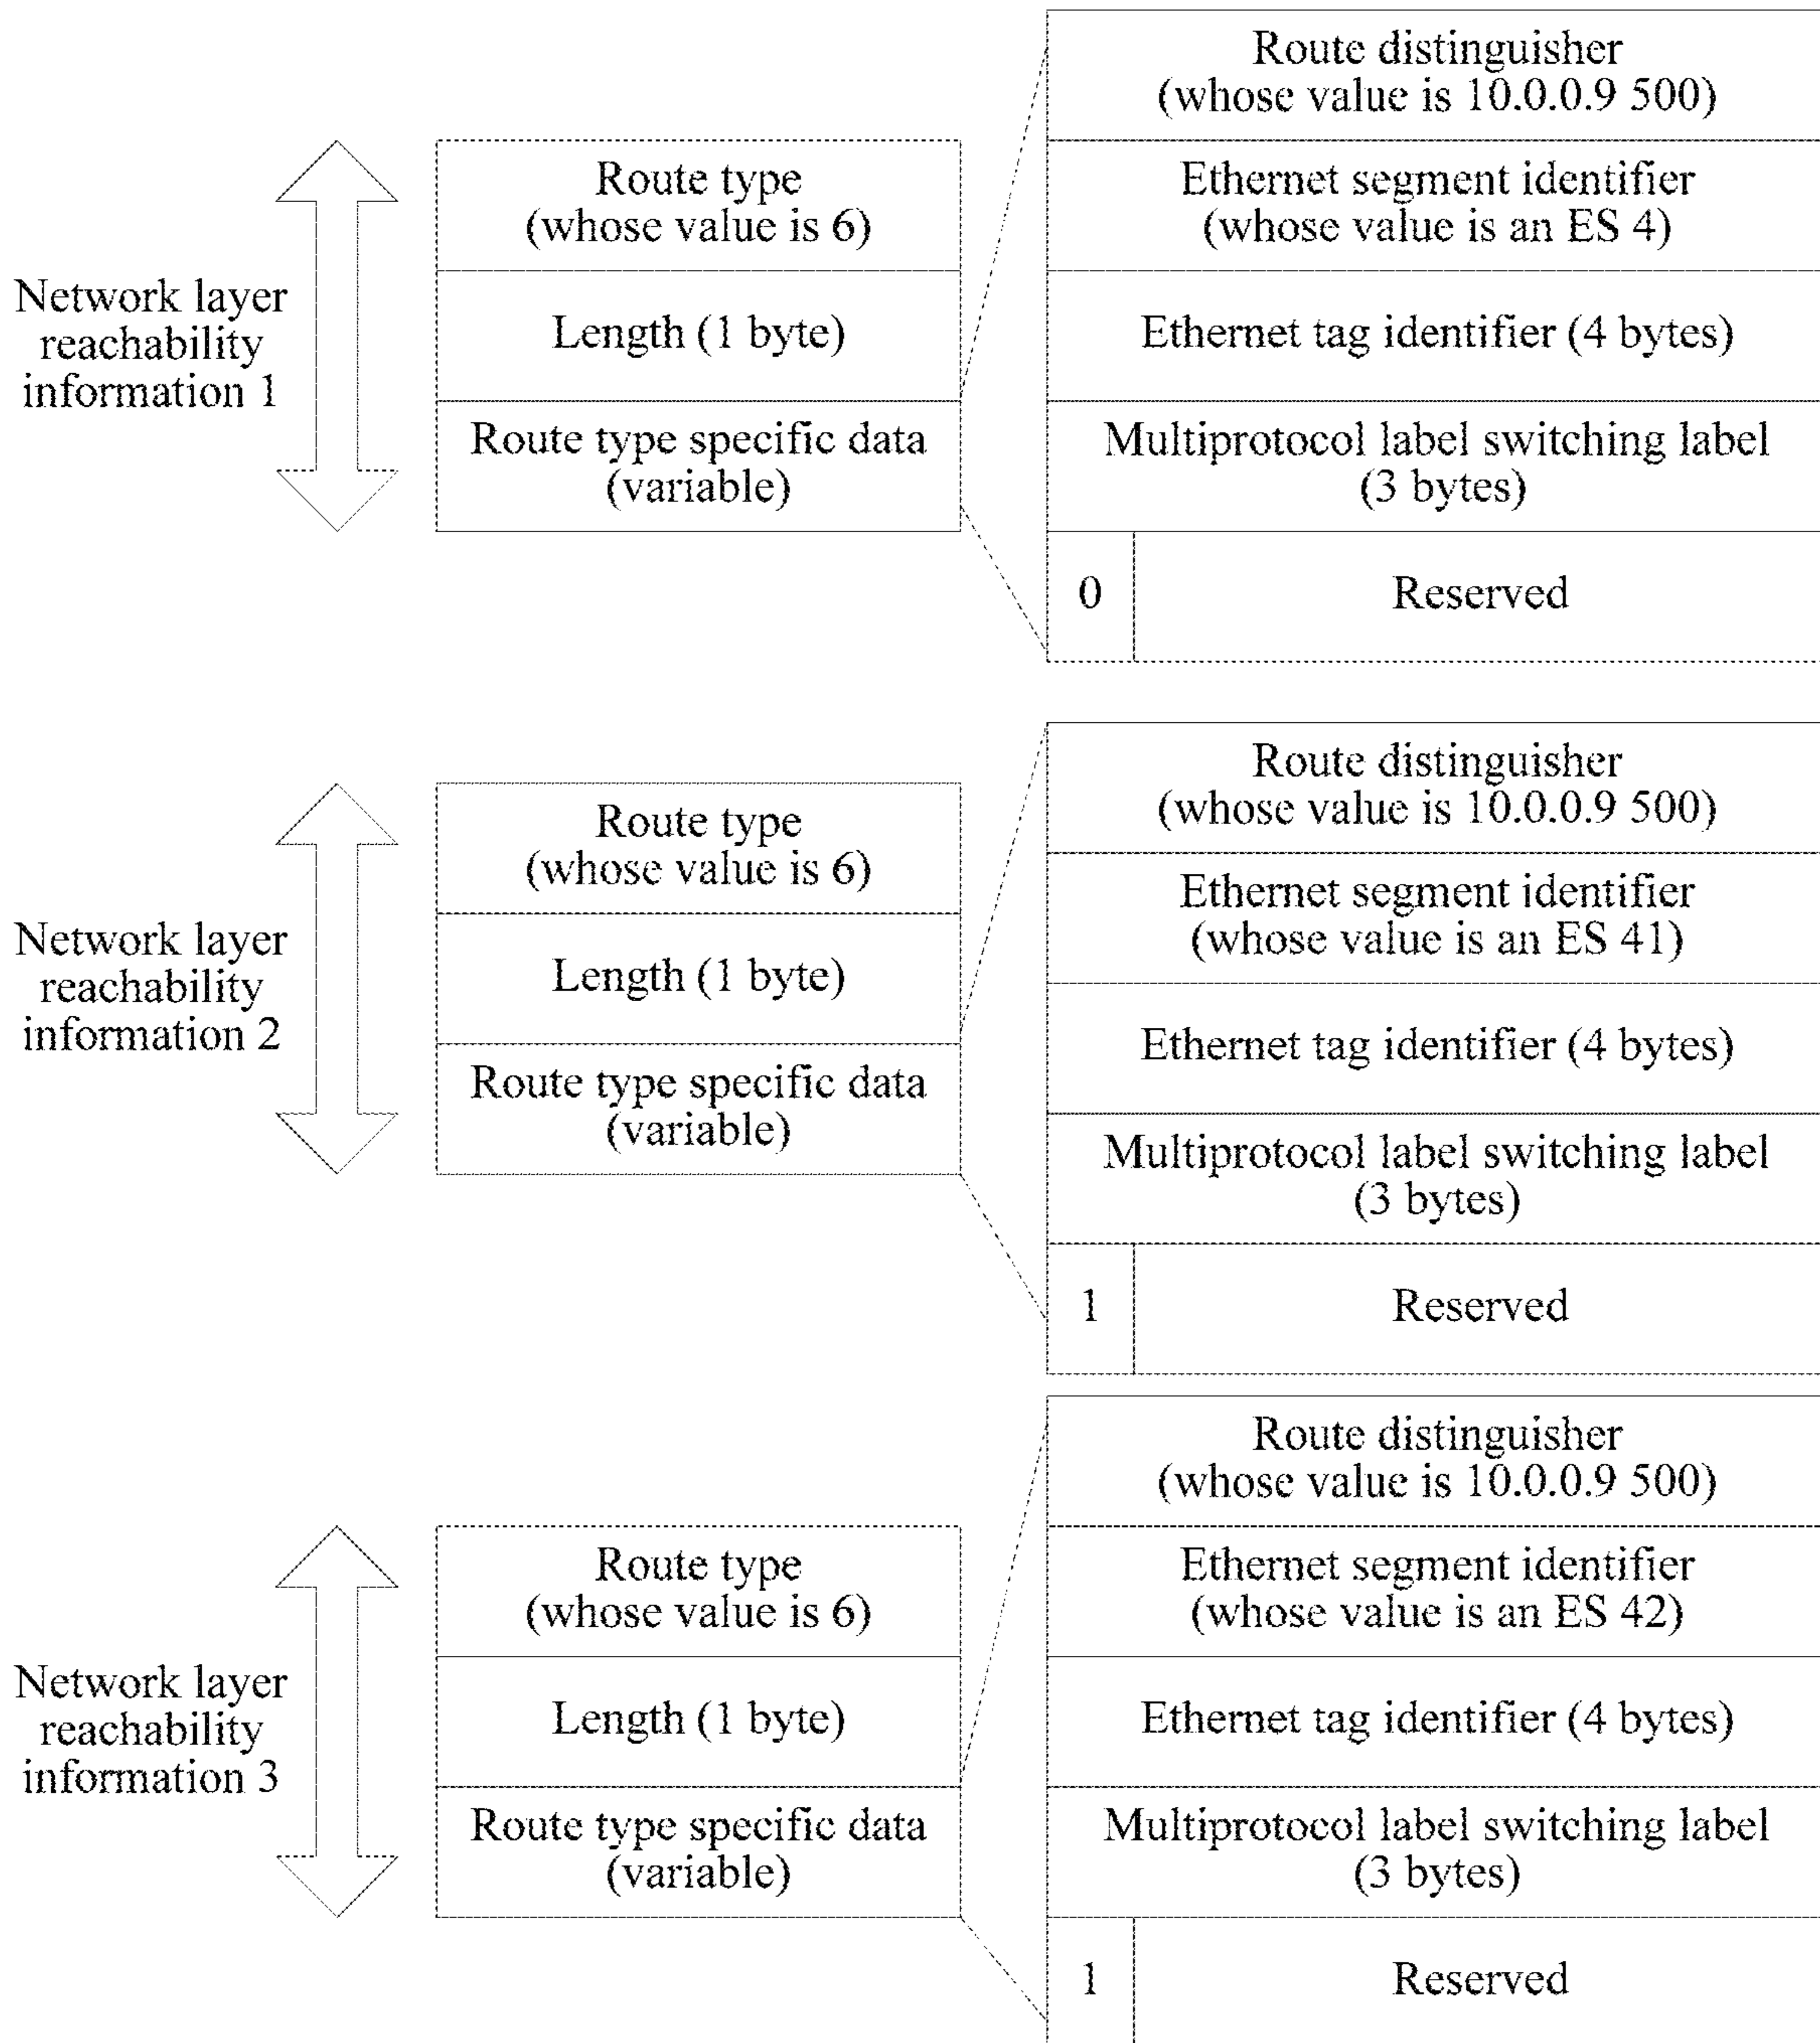 Network layer
reachability
information 1
Route type
(whose value is 6)
Length (1 byte)
Route type specific data
(variable)
Route distinguisher
(whose value is 10.0.0.9 500)
Ethernet segment identifier
(whose value is an ES 4)
Ethernet tag identifier (4 bytes)
Multiprotocol label switching label
(3 bytes)
0
Reserved
Network layer
reachability
information 2
Route type
(whose value is 6)
Length (1 byte)
Route type specific data
(variable)
Route distinguisher
(whose value is 10.0.0.9 500)
Ethernet segment identifier
(whose value is an ES 41)
Ethernet tag identifier (4 bytes)
Multiprotocol label switching label
(3 bytes)
1
Reserved
Network layer
reachability
information 3
Route type
(whose value is 6)
Length (1 byte)
Route type specific data
(variable)
Route distinguisher
(whose value is 10.0.0.9 500)
Ethernet segment identifier
(whose value is an ES 42)
Ethernet tag identifier (4 bytes)
Multiprotocol label switching label
(3 bytes)
1
Reserved